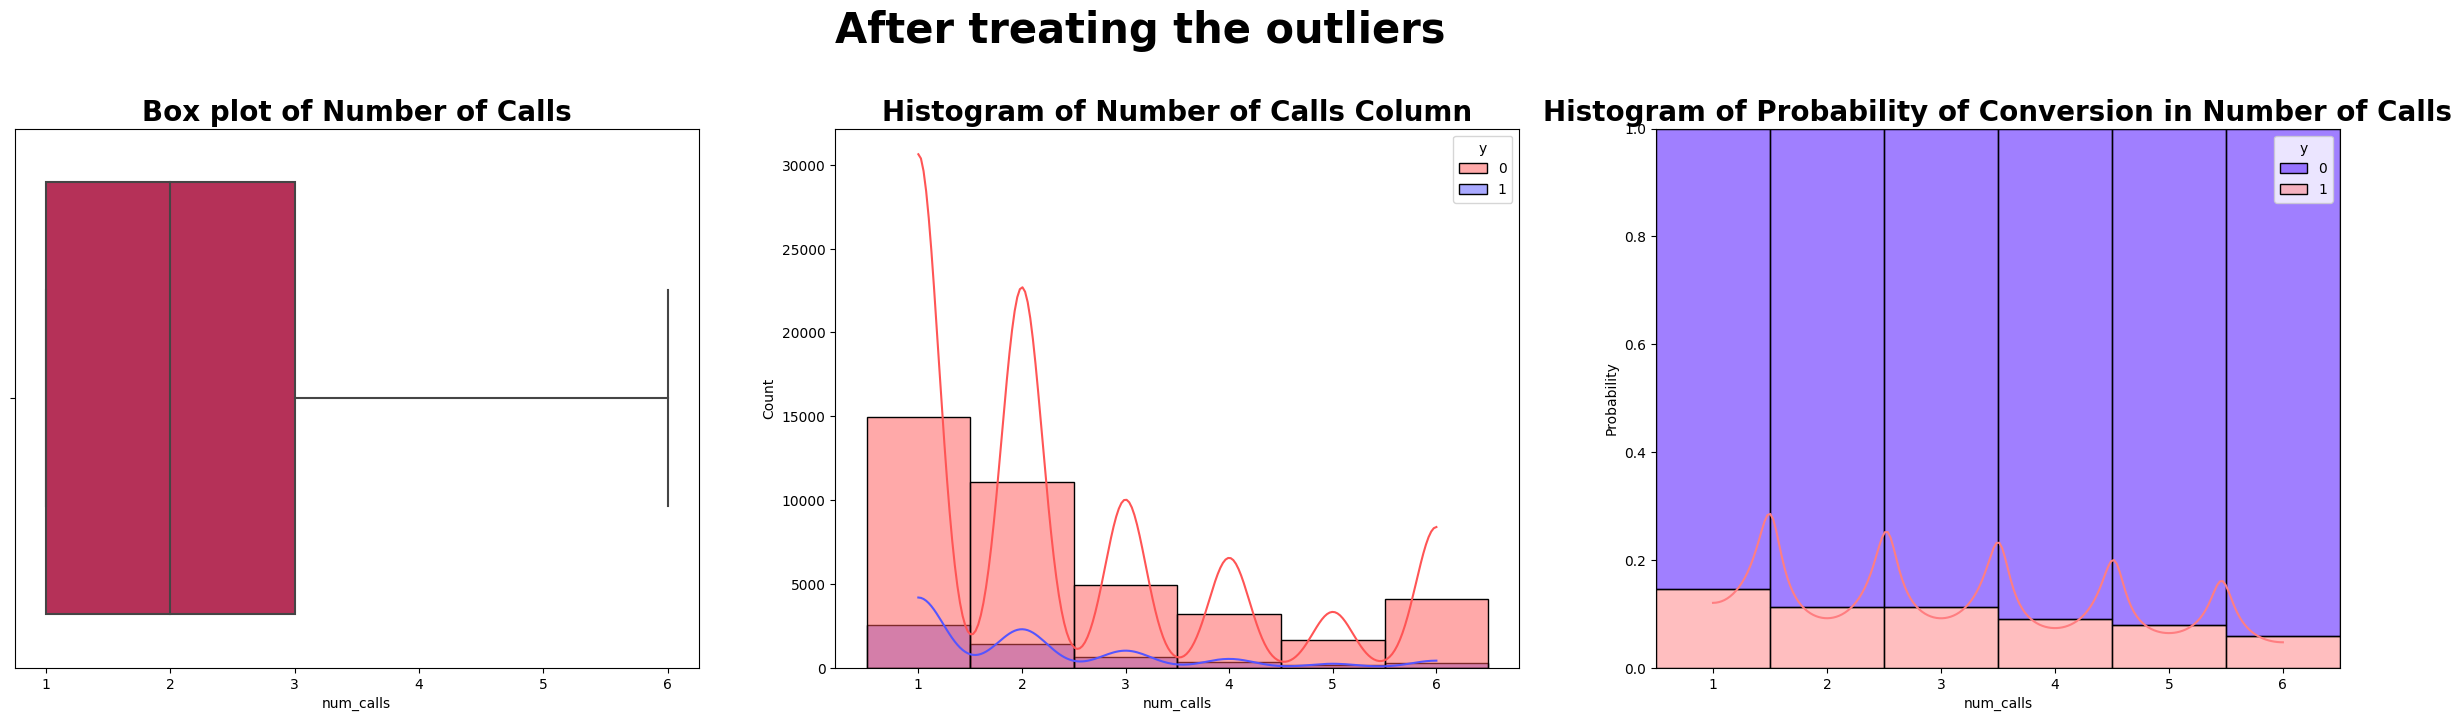 After treating the outliers
Box plot of Number of Calls
1 2 3 4 5 6
num_calls
Histogram of Number of Calls Column
Count
30000
25000
20000
15000
10000
5000
0
y
0
1
1 2 3 4 5 6
num_calls
Histogram of Probability of Conversion in Number of Calls
Probability
1.0
0.8
0.6
0.4
0.2
0.0
y
0
1
1 2 3 4 5 6
num_calls